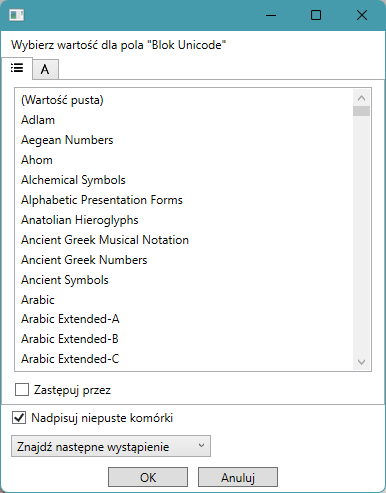 Wybierz wartość dla pola "Blok Unicode"
A
(Wartość pusta)
Adlam
Aegean Numbers
Ahom
Alchemical Symbols
Alphabetic Presentation Forms
Anatolian Hieroglyphs
Ancient Greek Musical Notation
Ancient Greek Numbers
Ancient Symbols
Arabic
Arabic Extended-A
Arabic Extended-B
Arabic Extended-C
Zastępuj przez
Nadpisuj niepuste komórki
Znajdź następne wystąpienie
OK Anuluj